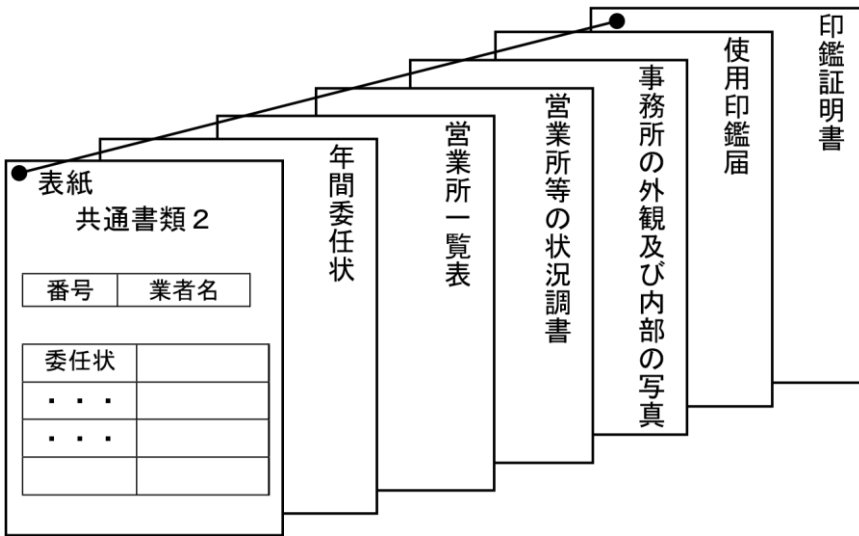 表紙
共通書類２
番号 業者名
委任状
・・・
・・・
年間委任状
営業所一覧表
営業所等の状況調書
事務所の外観及び内部の写真
使用印鑑届
印鑑証明書